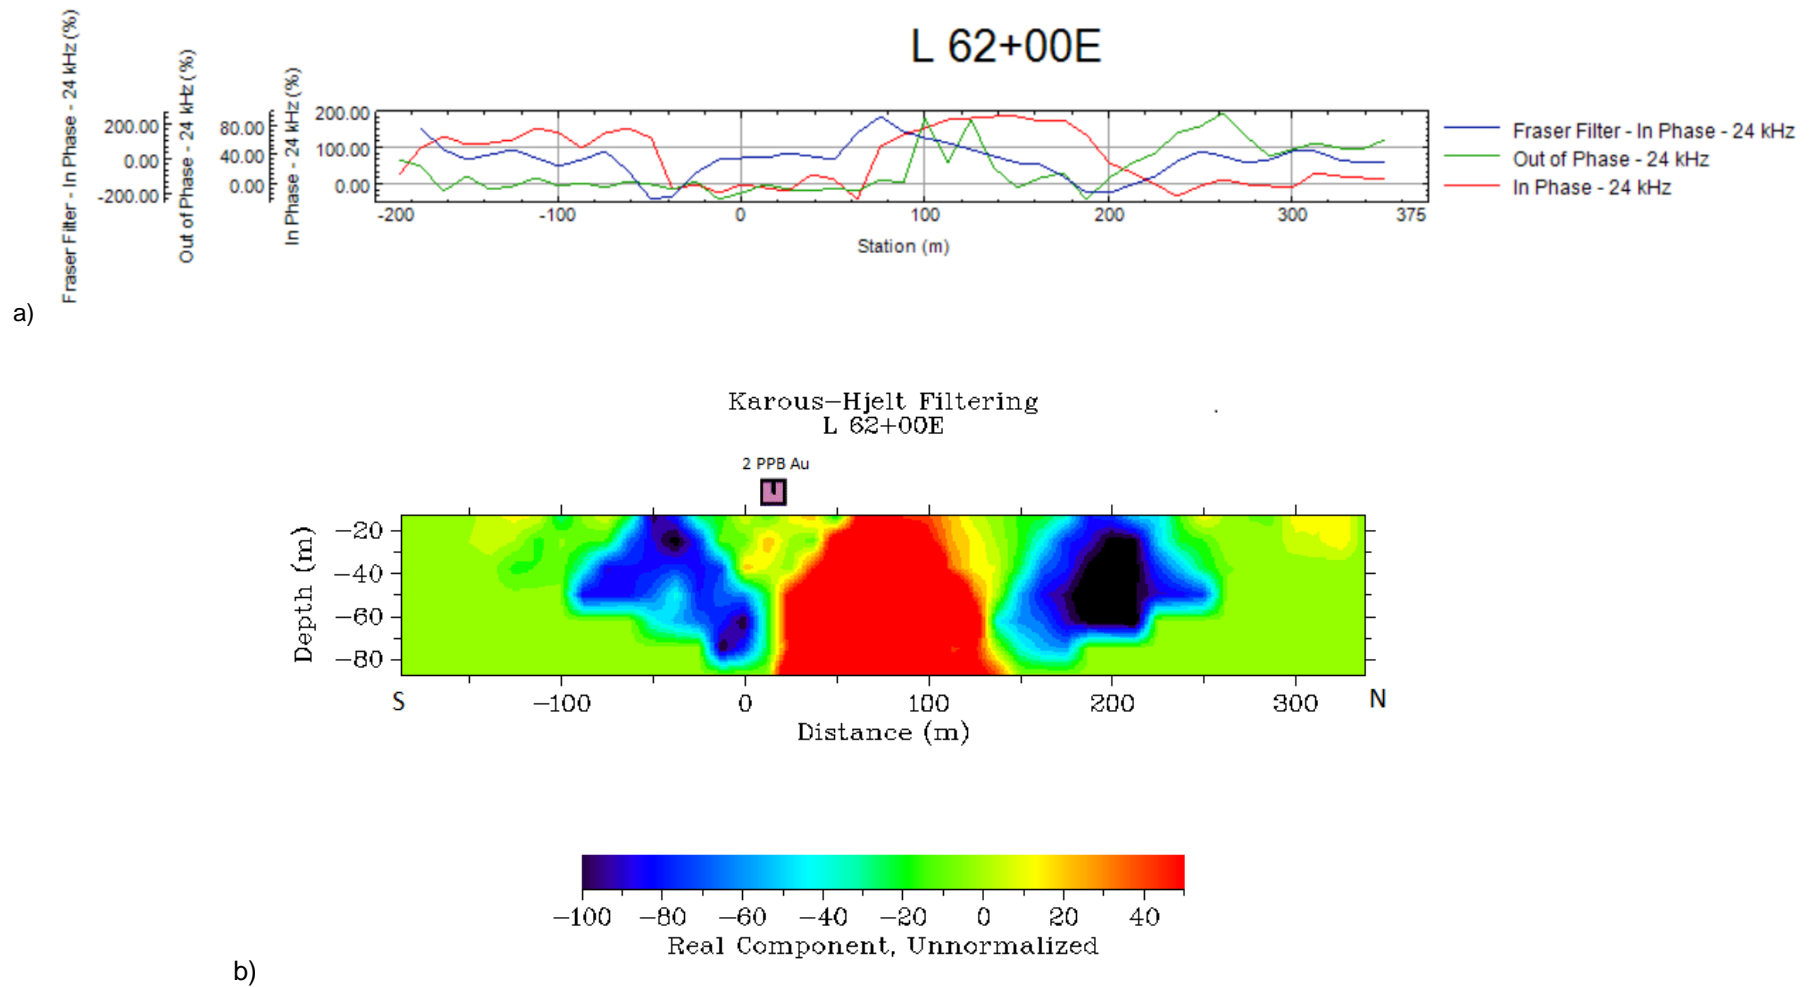 L 62+00E
Fraser Filter - In Phase - 24 kHz (%)
200.00
0.00
-200.00
Out of Phase - 24 kHz (%)
80.00
40.00
0.00
In Phase - 24 kHz (%)
200.00
100.00
0.00
-200 -100 0 100 200 300 375
Station (m)
Fraser Filter - In Phase - 24 kHz
Out of Phase - 24 kHz
In Phase - 24 kHz
a)
Karous-Hjelt Filtering
L 62+00E
2 PPB Au
Depth (m)
-20
-40
-60
-80
S -100 0 100 200 300 N
Distance (m)
-100 -80 -60 -40 -20 0 20 40
Real Component, Unnormalized
b)